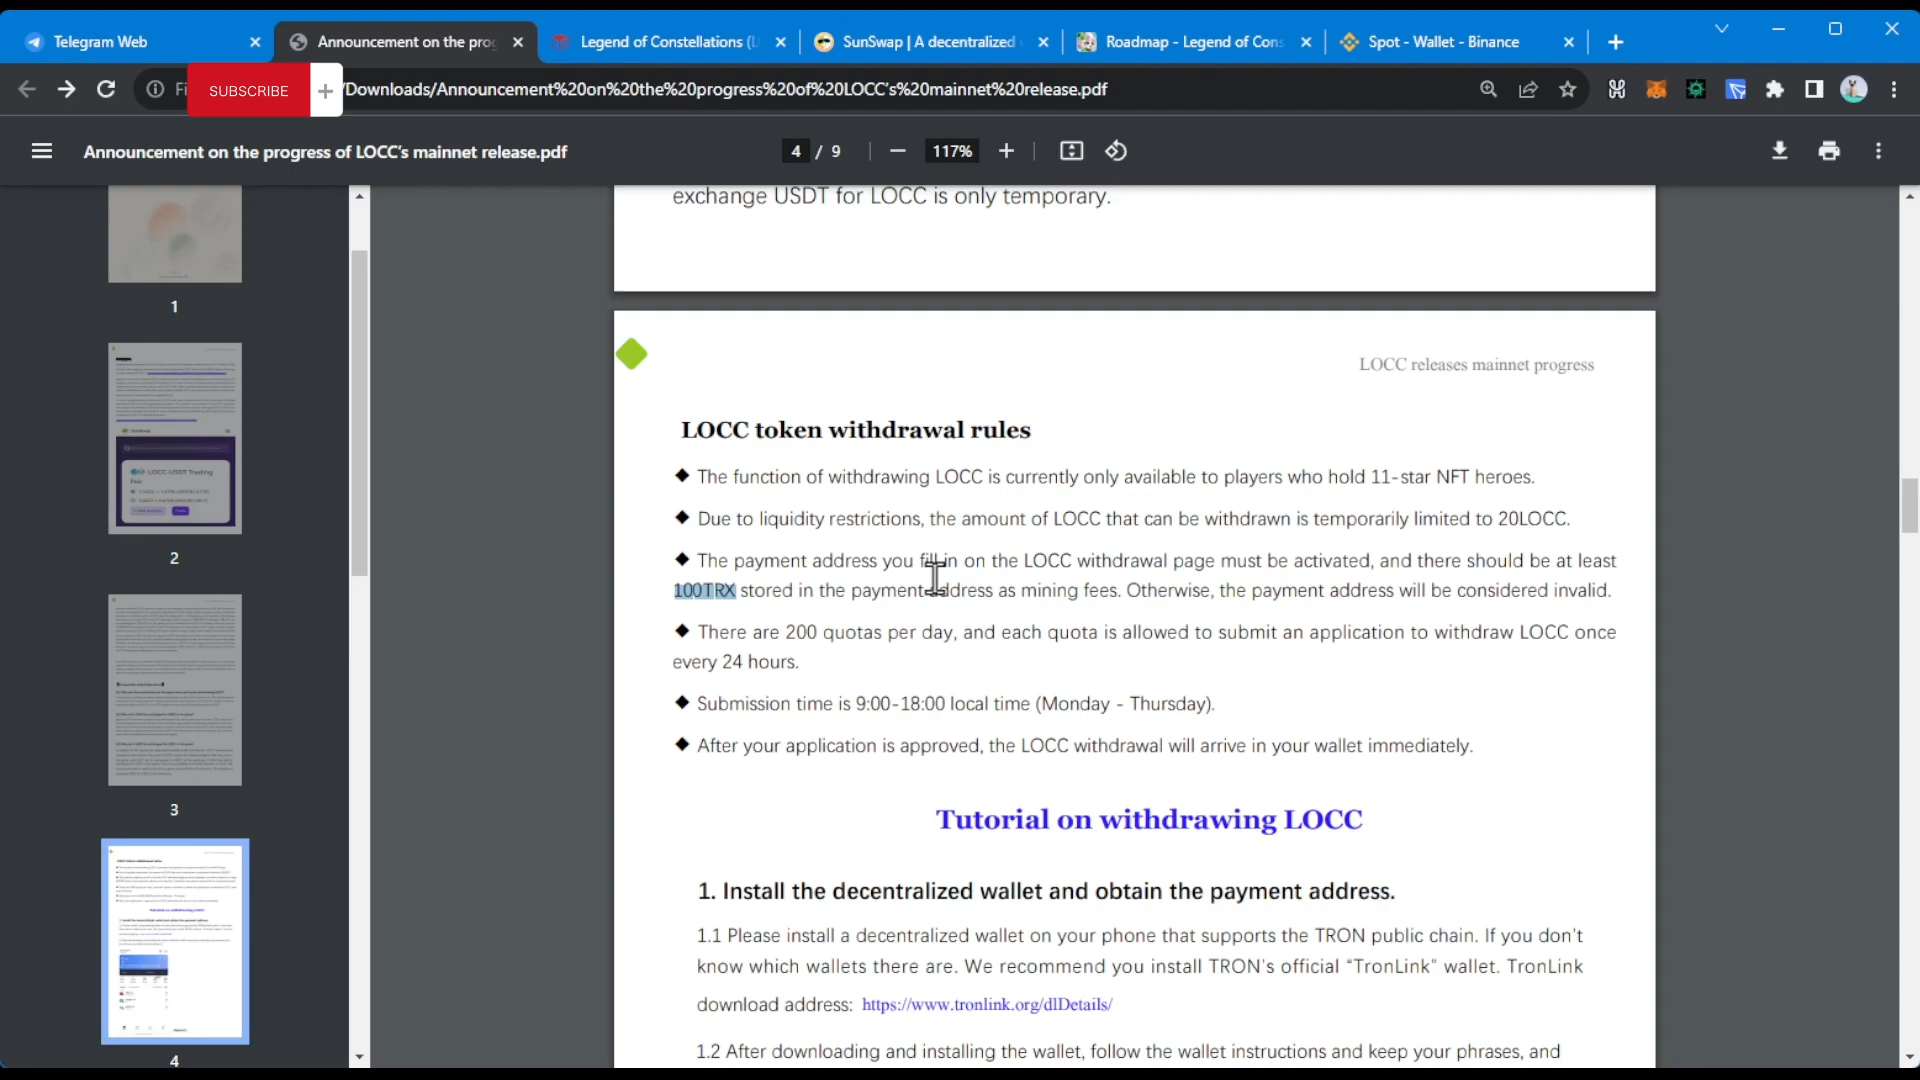 Telegram Web
Announcement on the prog
Legend of Constellations (L
SunSwap | A decentralized
Roadmap - Legend of Cons
Spot - Wallet - Binance
Fi
SUBSCRIBE
/Downloads/Announcement%20on%20the%20progress%20of%20LOCC's%20mainnet%20release.pdf
Announcement on the progress of LOCC's mainnet release.pdf
4 / 9
117%
1
2
3
4
exchange USDT for LOCC is only temporary.
LOCC releases mainnet progress
LOCC token withdrawal rules
◆ The function of withdrawing LOCC is currently only available to players who hold 11-star NFT heroes.
◆ Due to liquidity restrictions, the amount of LOCC that can be withdrawn is temporarily limited to 20LOCC.
◆ The payment address you fill in on the LOCC withdrawal page must be activated, and there should be at least
100TRX stored in the payment address as mining fees. Otherwise, the payment address will be considered invalid.
◆ There are 200 quotas per day, and each quota is allowed to submit an application to withdraw LOCC once
every 24 hours.
◆ Submission time is 9:00-18:00 local time (Monday - Thursday).
◆ After your application is approved, the LOCC withdrawal will arrive in your wallet immediately.
Tutorial on withdrawing LOCC
1. Install the decentralized wallet and obtain the payment address.
1.1 Please install a decentralized wallet on your phone that supports the TRON public chain. If you don't
know which wallets there are. We recommend you install TRON's official "TronLink" wallet. TronLink
download address: https://www.tronlink.org/dlDetails/
1.2 After downloading and installing the wallet, follow the wallet instructions and keep your phrases, and